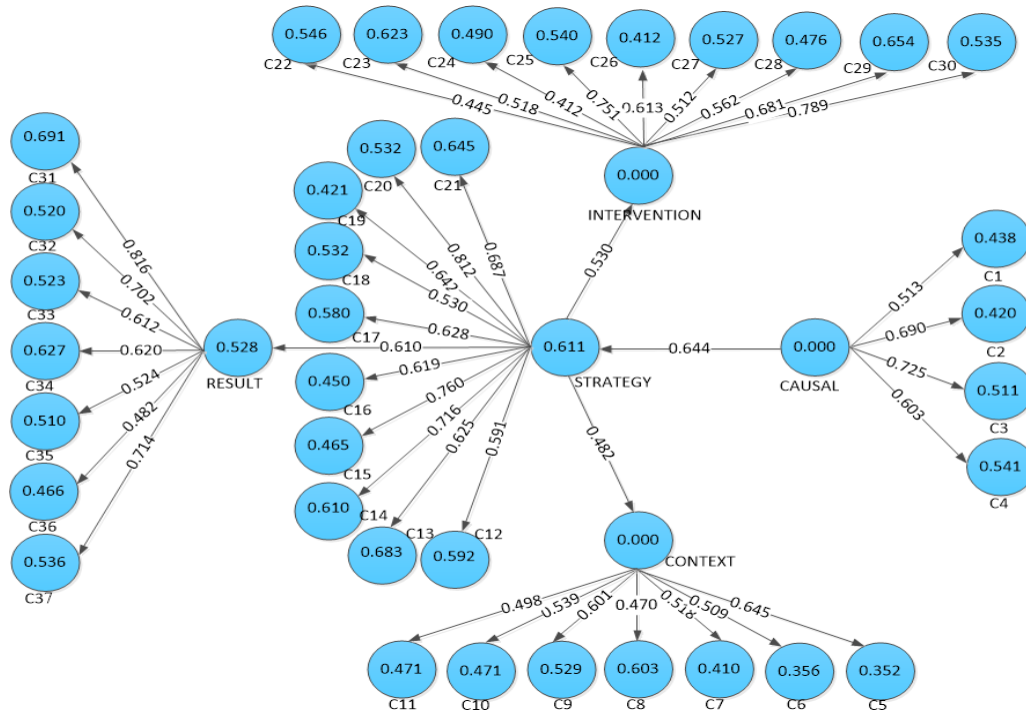 0.546 0.623 0.490 0.540 0.412 0.527 0.476 0.654 0.535
C22 C23 C24 C25 C26 C27 C28 C29 C30
0.445 0.518 0.412 0.751 0.613 0.512 0.562 0.681 0.789
0.000
INTERVENTION
0.530
0.691
C31
0.520
C32
0.523
C33
0.627
C34
0.510
C35
0.466
C36
0.536
C37
0.816
0.702
0.612
0.620
0.524
0.482
0.714
0.528
RESULT
0.610
0.645
C21
0.532
C20
0.421
C19
0.532
C18
0.580
C17
0.450
C16
0.465
C15
0.610
C14
0.683
C13
0.592
C12
0.687
0.812
0.642
0.530
0.628
0.619
0.760
0.716
0.625
0.591
0.611
STRATEGY
0.644
0.000
CAUSAL
0.513
0.690
0.725
0.603
0.438
C1
0.420
C2
0.511
C3
0.541
C4
0.482
0.000
CONTEXT
0.498 0.539 0.601 0.470 0.518 0.509 0.645
0.471 0.471 0.529 0.603 0.410 0.356 0.352
C11 C10 C9 C8 C7 C6 C5